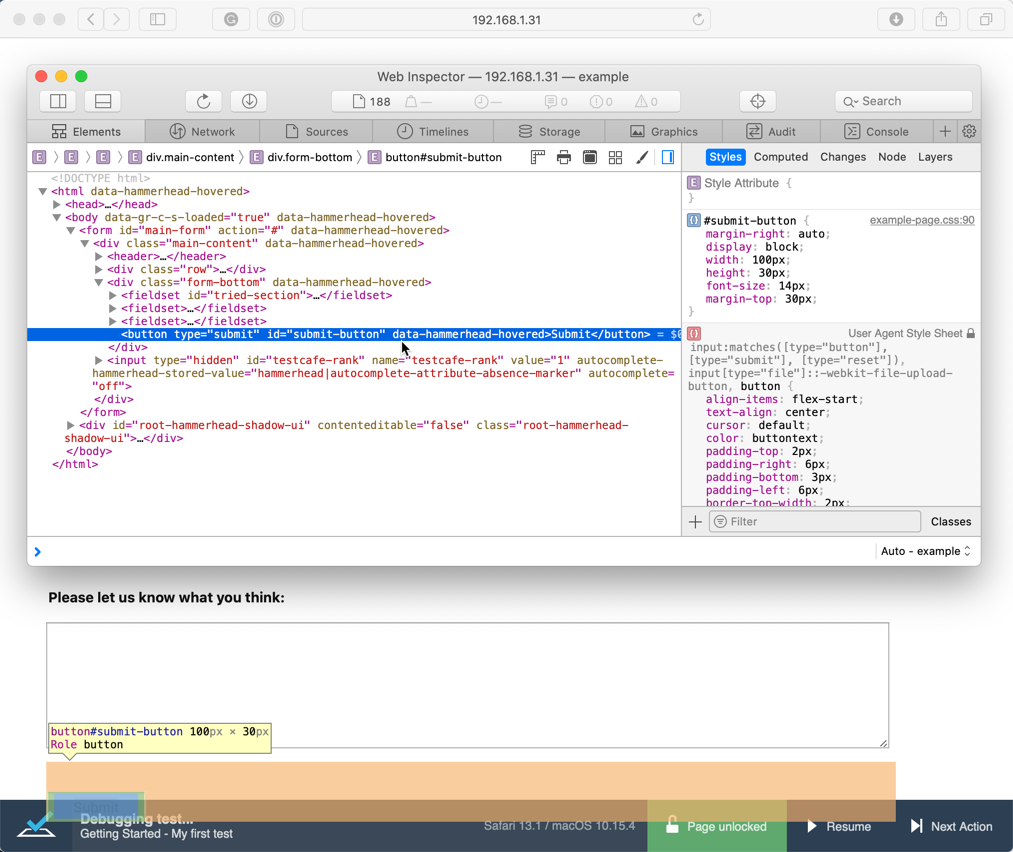 192.168.1.31
Web Inspector — 192.168.1.31 — example
188 — — 0 0 0 Search
Elements Network Sources Timelines Storage Graphics Audit Console
E E E E div.main-content E div.form-bottom E button#submit-button Styles Computed Changes Node Layers
<!DOCTYPE html>
<html data-hammerhead-hovered>
<head>…</head>
<body data-gr-c-s-loaded="true" data-hammerhead-hovered>
<form id="main-form" action="#" data-hammerhead-hovered>
<div class="main-content" data-hammerhead-hovered>
<header>…</header>
<div class="row">…</div>
<div class="form-bottom" data-hammerhead-hovered>
<fieldset id="tried-section">…</fieldset>
<fieldset>…</fieldset>
<fieldset>…</fieldset>
<button type="submit" id="submit-button" data-hammerhead-hovered>Submit</button> = $0
</div>
<input type="hidden" id="testcafe-rank" name="testcafe-rank" value="1" autocomplete-
hammerhead-stored-value="hammerhead|autocomplete-attribute-absence-marker" autocomplete=
"off">
</div>
</form>
<div id="root-hammerhead-shadow-ui" contenteditable="false" class="root-hammerhead-
shadow-ui">…</div>
</body>
</html>
E Style Attribute {
}
#submit-button { example-page.css:90
margin-right: auto;
display: block;
width: 100px;
height: 30px;
font-size: 14px;
margin-top: 30px;
}
User Agent Style Sheet
input:matches([type="button"],
[type="submit"], [type="reset"]),
input[type="file"]::-webkit-file-upload-
button, button {
align-items: flex-start;
text-align: center;
cursor: default;
color: buttontext;
padding-top: 2px;
padding-right: 6px;
padding-bottom: 3px;
padding-left: 6px;
border-top-width: 2px;
Filter Classes
Auto - example
Please let us know what you think:
button#submit-button 100px × 30px
Role button
Submit
Debugging test...
Getting Started - My first test
Safari 13.1 / macOS 10.15.4
Page unlocked
Resume
Next Action